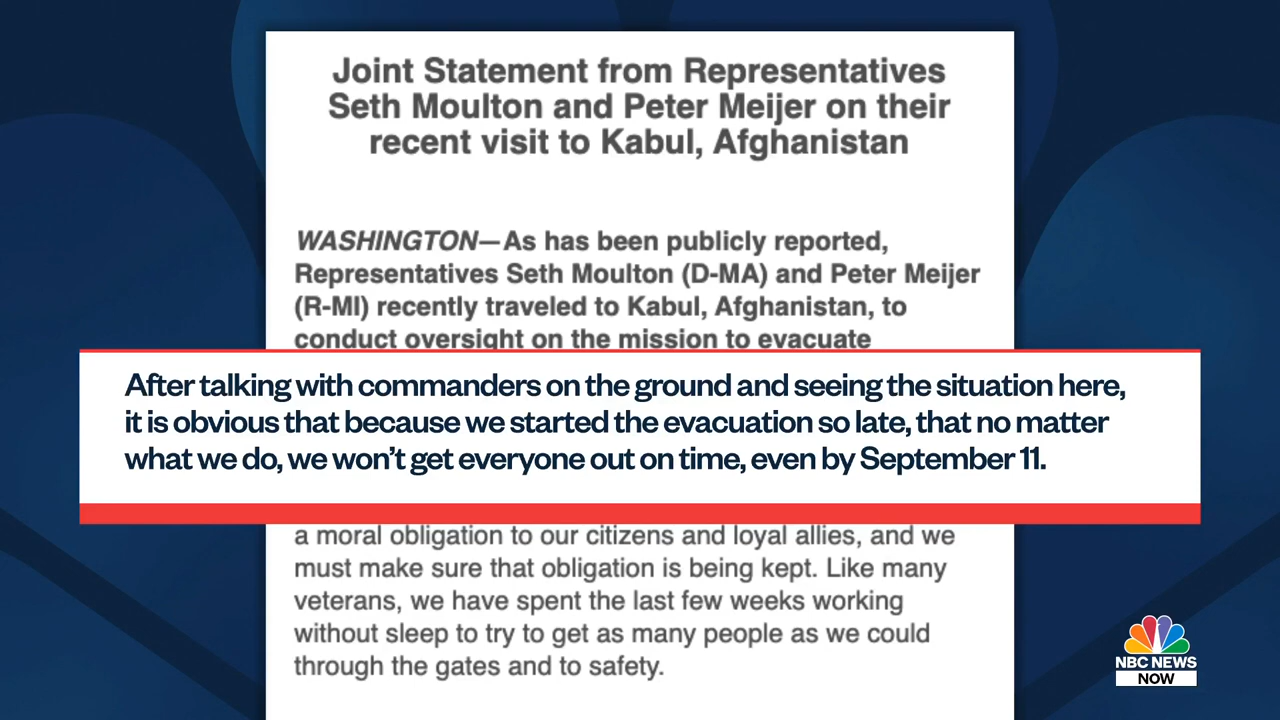 Joint Statement from Representatives
Seth Moulton and Peter Meijer on their
recent visit to Kabul, Afghanistan
WASHINGTON—As has been publicly reported,
Representatives Seth Moulton (D-MA) and Peter Meijer
(R-MI) recently traveled to Kabul, Afghanistan, to
conduct oversight on the mission to evacuate
After talking with commanders on the ground and seeing the situation here,
it is obvious that because we started the evacuation so late, that no matter
what we do, we won't get everyone out on time, even by September 11.
a moral obligation to our citizens and loyal allies, and we
must make sure that obligation is being kept. Like many
veterans, we have spent the last few weeks working
without sleep to try to get as many people as we could
through the gates and to safety.
NBC NEWS
NOW